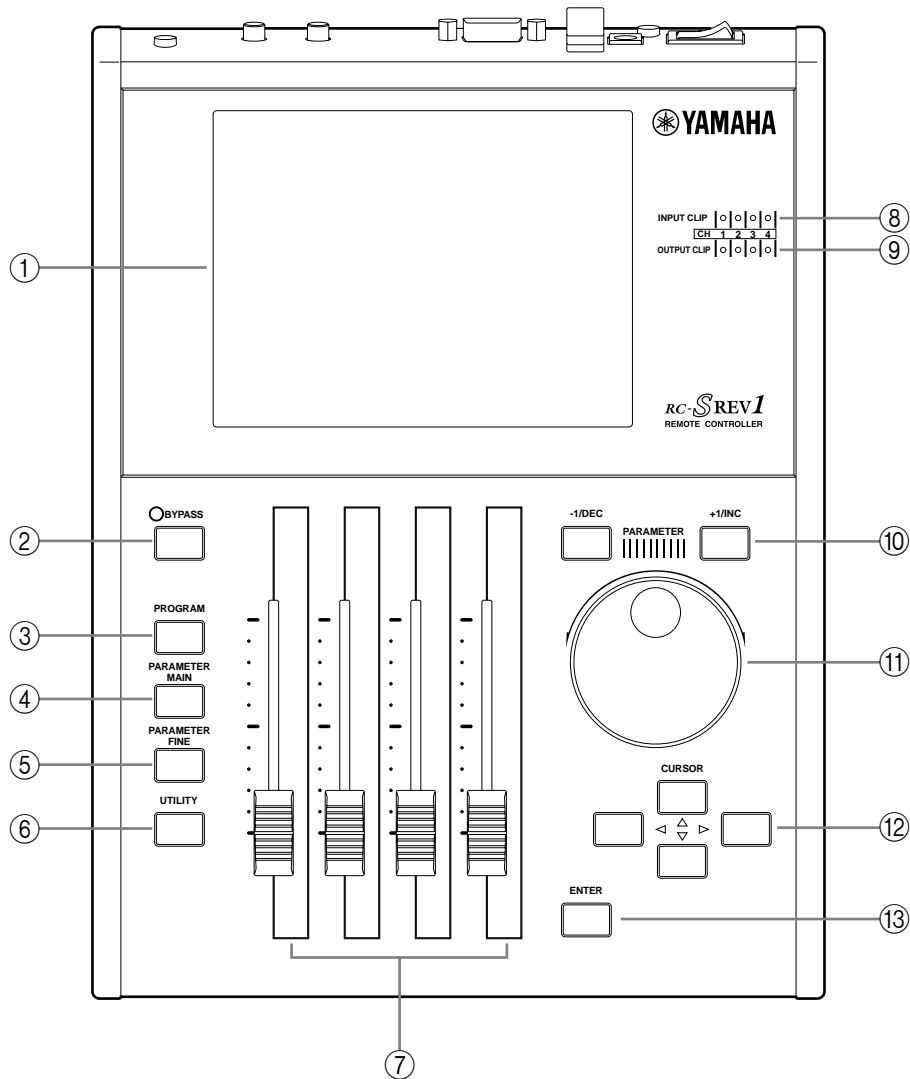 YAMAHA
INPUT CLIP
⑧
CH 1 2 3 4
OUTPUT CLIP
⑨
①
RC-SREV1
REMOTE CONTROLLER
BYPASS
②
-1/DEC
PARAMETER
+1/INC
⑩
PROGRAM
③
PARAMETER
MAIN
④
⑪
PARAMETER
FINE
⑤
UTILITY
⑥
CURSOR
⑫
ENTER
⑬
⑦